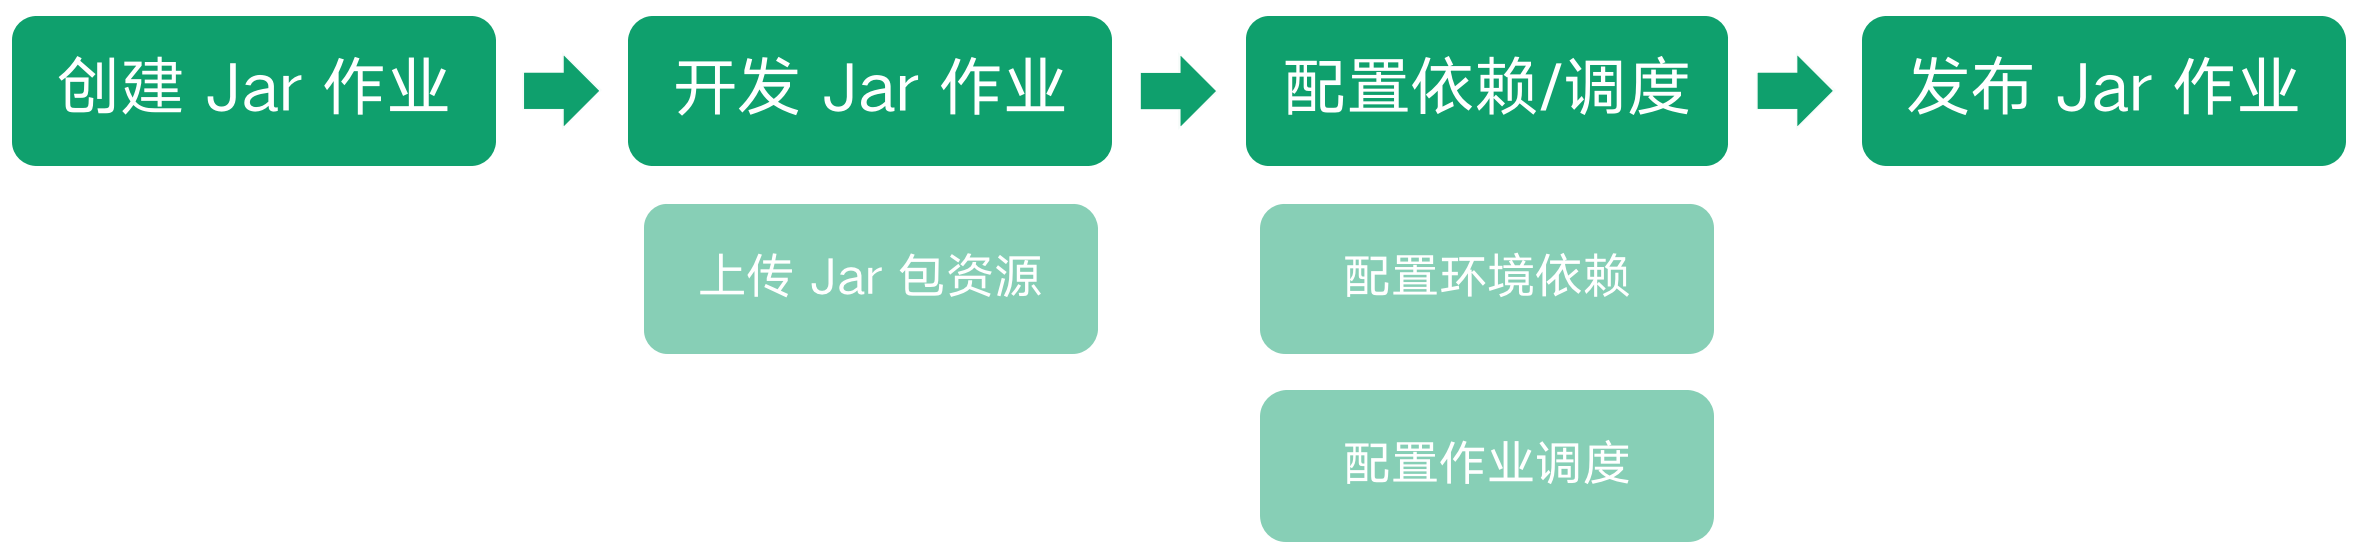 创建 Jar 作业
开发 Jar 作业
配置依赖/调度
发布 Jar 作业
上传 Jar 包资源
配置环境依赖
配置作业调度